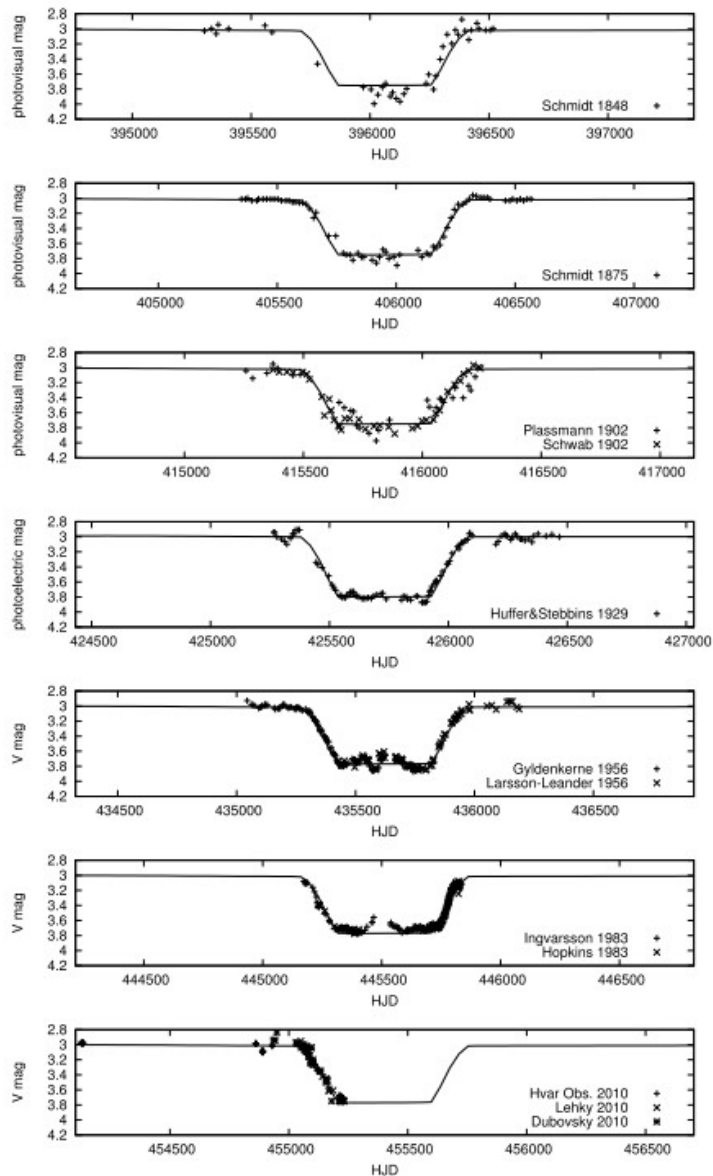 2.8
3
3.2
3.4
3.6
3.8
4
4.2
photovisual mag
Schmidt 1848
395000 395500 396000 396500 397000
HJD
2.8
3
3.2
3.4
3.6
3.8
4
4.2
photovisual mag
Schmidt 1875
405000 405500 406000 406500 407000
HJD
2.8
3
3.2
3.4
3.6
3.8
4
4.2
photovisual mag
Plassmann 1902
Schwab 1902
415000 415500 416000 416500 417000
HJD
2.8
3
3.2
3.4
3.6
3.8
4
4.2
photoelectric mag
Huffer&Stebbins 1929
424500 425000 425500 426000 426500 427000
HJD
2.8
3
3.2
3.4
3.6
3.8
4
4.2
V mag
Gyldenkerne 1956
Larsson-Leander 1956
434500 435000 435500 436000 436500
HJD
2.8
3
3.2
3.4
3.6
3.8
4
4.2
V mag
Ingvarsson 1983
Hopkins 1983
444500 445000 445500 446000 446500
HJD
2.8
3
3.2
3.4
3.6
3.8
4
4.2
V mag
Hvar Obs. 2010
Lehky 2010
Dubovsky 2010
454500 455000 455500 456000 456500
HJD